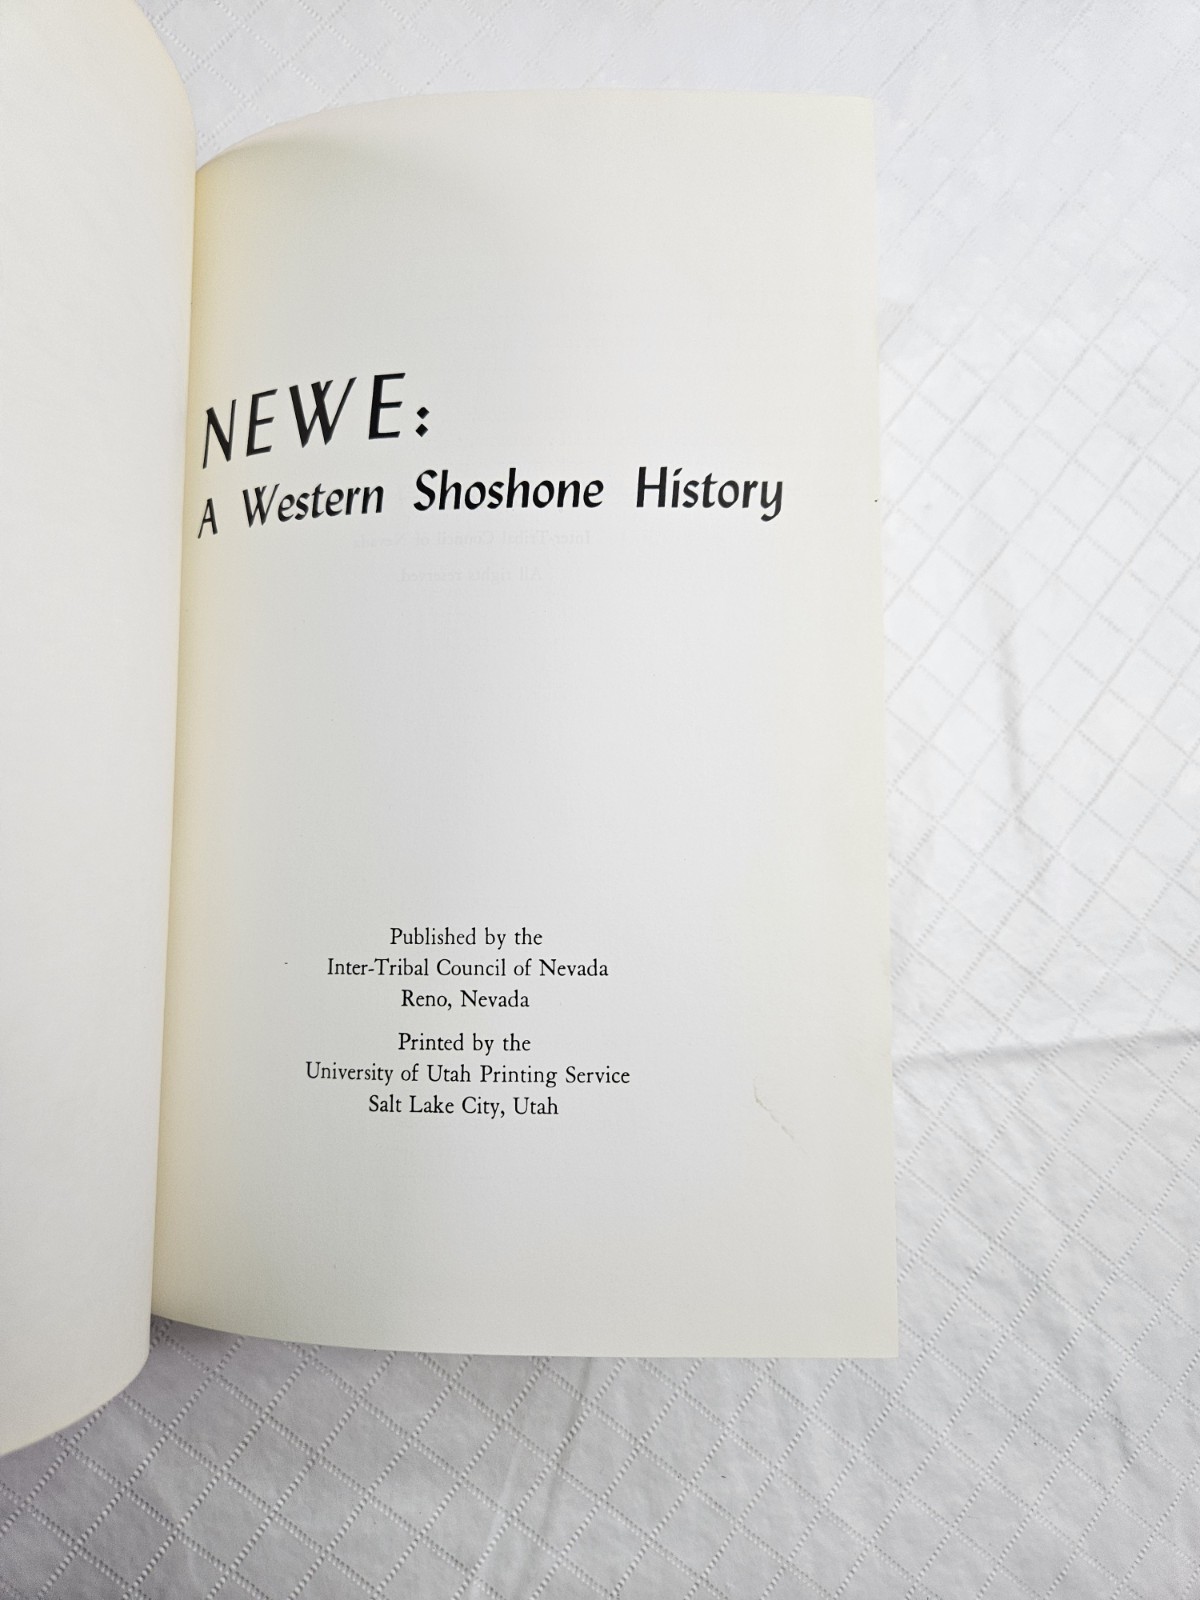 NEWE:
A Western Shoshone History
Published by the
Inter-Tribal Council of Nevada
Reno, Nevada
Printed by the
University of Utah Printing Service
Salt Lake City, Utah